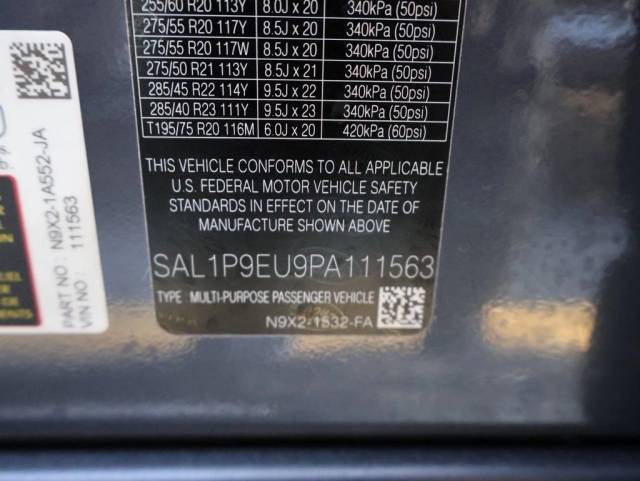 255/60 R20 113Y 8.0J x 20 340kPa (50psi)
275/55 R20 117Y 8.5J x 20 340kPa (50psi)
275/55 R20 117W 8.5J x 20 340kPa (50psi)
275/50 R21 113Y 8.5J x 21 340kPa (50psi)
285/45 R22 114Y 9.5J x 22 340kPa (50psi)
285/40 R23 111Y 9.5J x 23 340kPa (50psi)
T195/75 R20 116M 6.0J x 20 420kPa (60psi)
THIS VEHICLE CONFORMS TO ALL APPLICABLE
U.S. FEDERAL MOTOR VEHICLE SAFETY
STANDARDS IN EFFECT ON THE DATE OF
MANUFACTURE SHOWN ABOVE
SAL1P9EU9PA111563
TYPE MULTI-PURPOSE PASSENGER VEHICLE
N9X2-1532-FA
PART NO: N9X2-1A552-JA
VIN NO: 111563